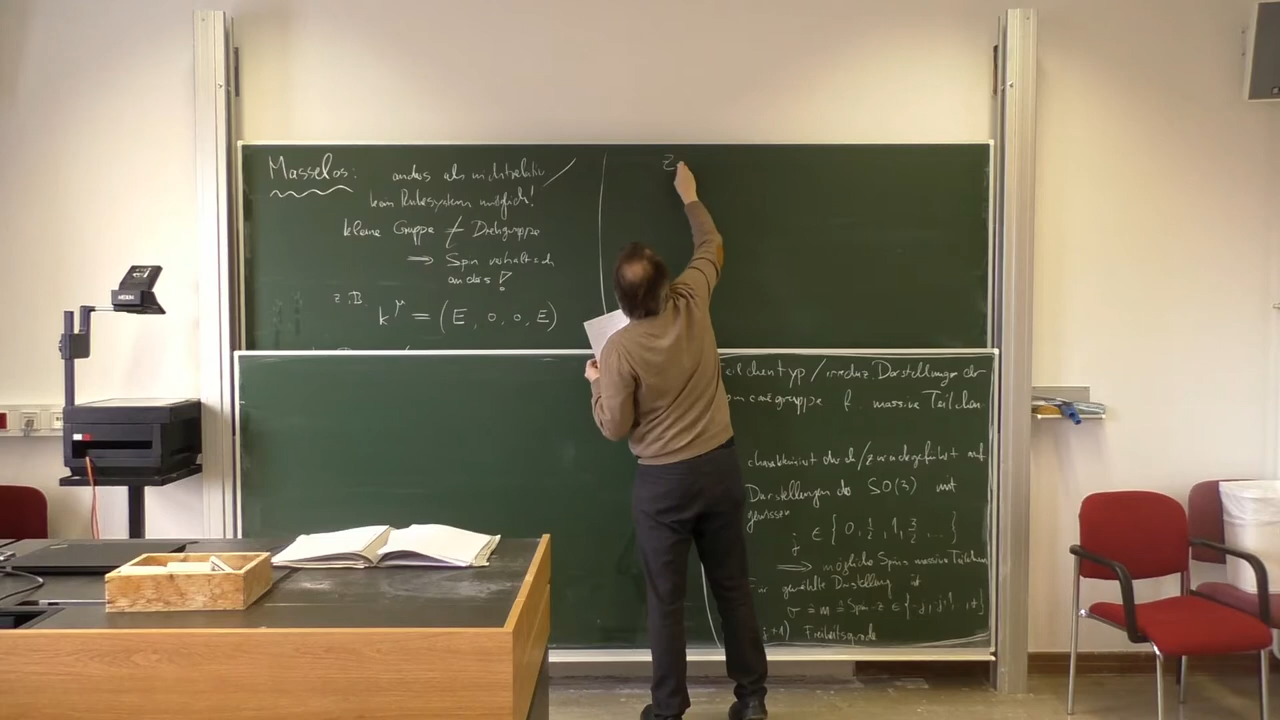 Masselos: anders als nichtrelativ
kein Ruhesystem möglich!
kleine Gruppe ≠ Drehgruppe
⟹ Spin verhält sich
anders!
z.B.
k^μ = (E, 0, 0, E)
z
Teilchentyp / irreduz. Darstellungen der
f. massive Teilchen
charakterisiert durch / zurückgeführt auf
Darstellungen der SO(3) mit
gewissen
j ∈ { 0, 1/2, 1, 3/2, ... }
⟹ mögliche Spins massive Teilchen
Für gewählte Darstellung ist
σ ≙ m ≙ Spin-z ∈ {-j, -j+1, , j}
j+1) Freiheitsgrade